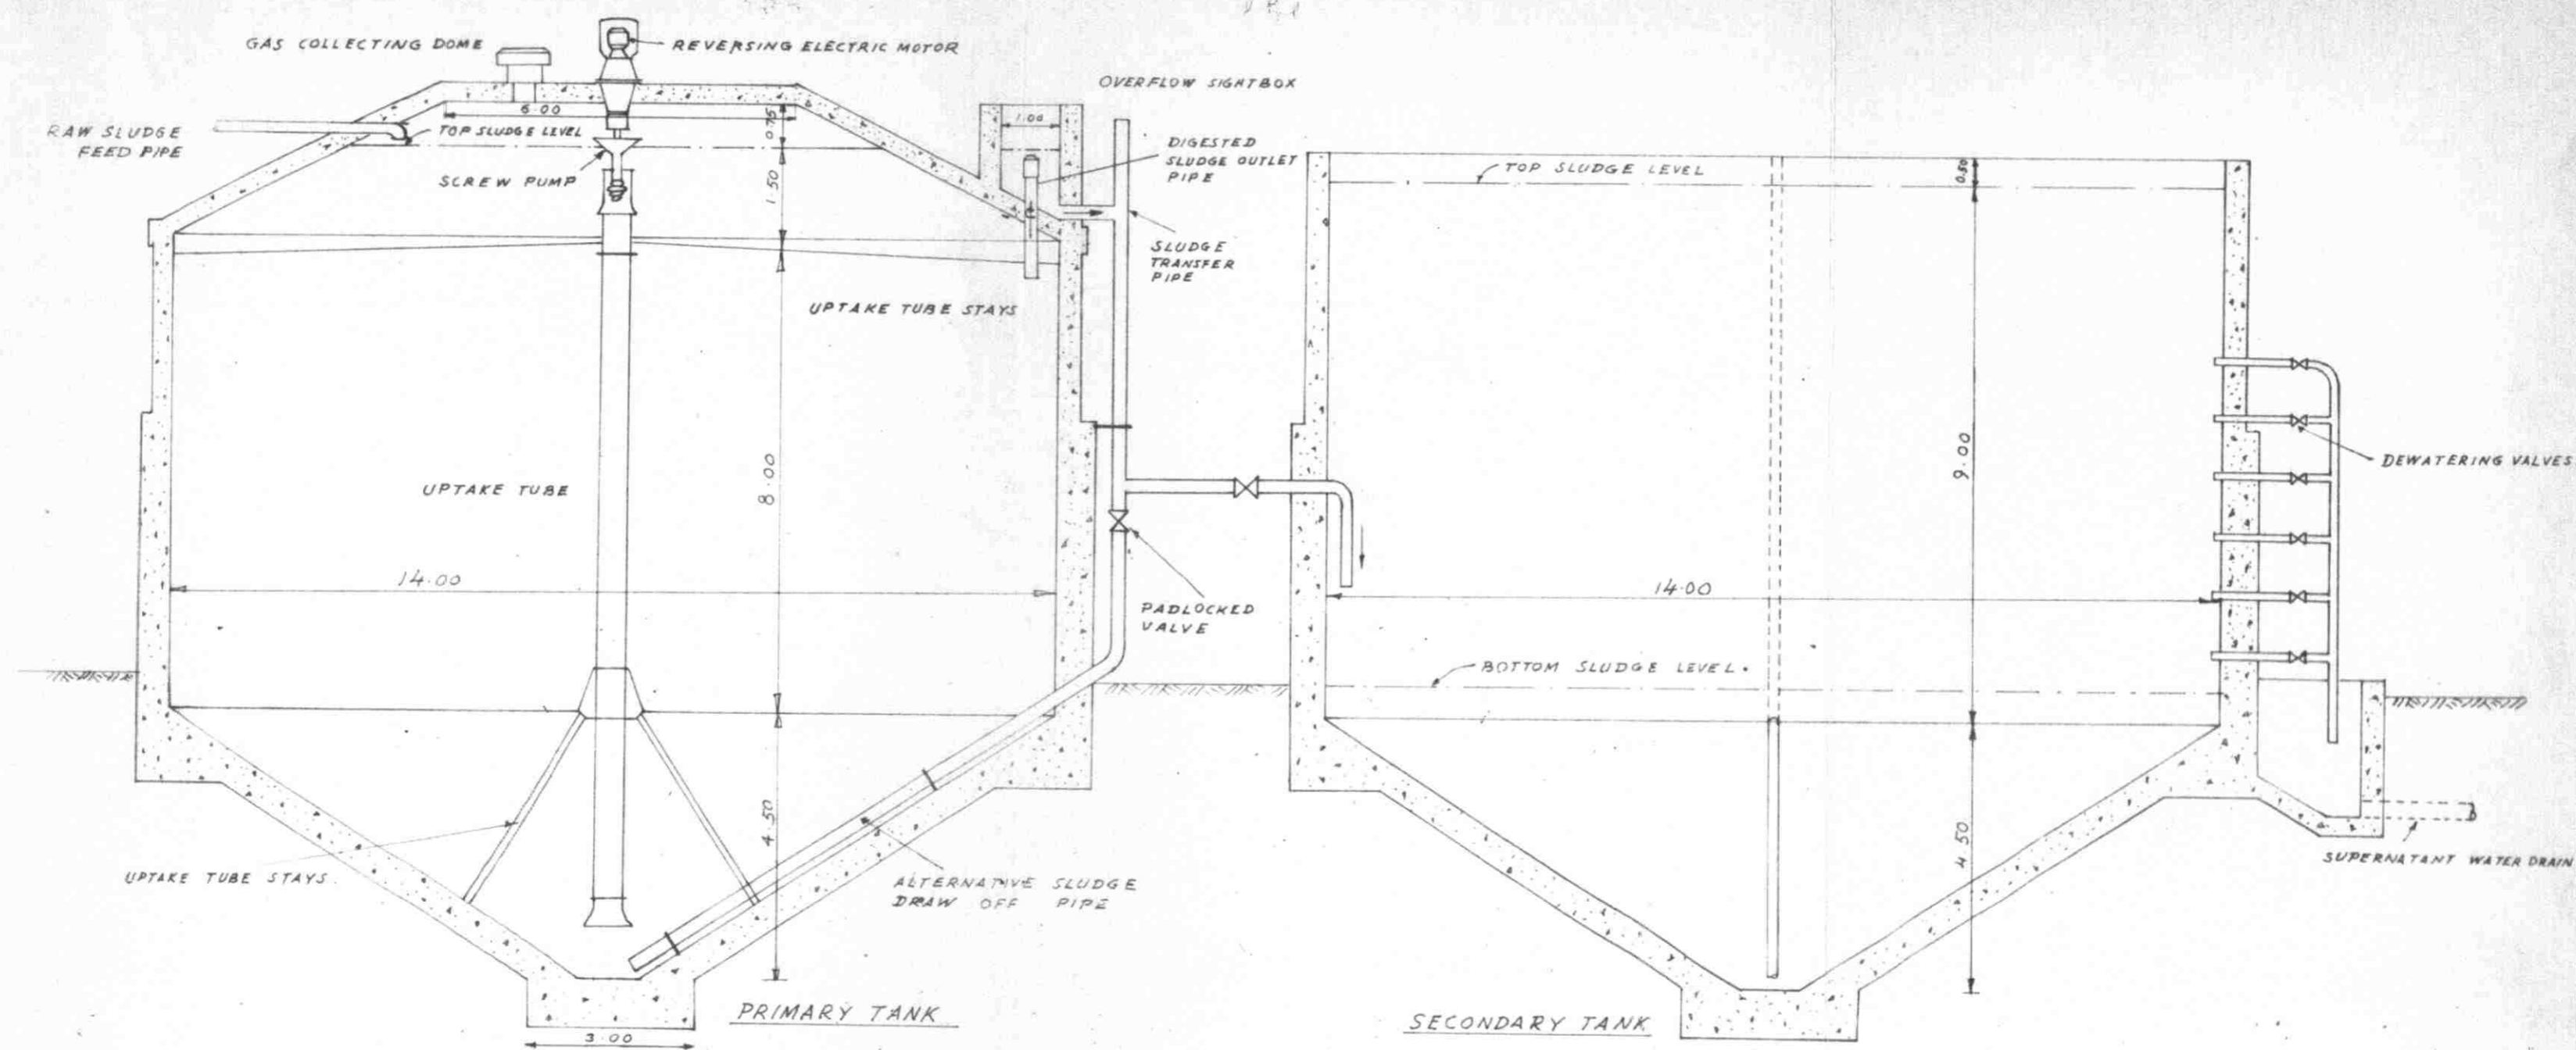 GAS COLLECTING DOME
REVERSING ELECTRIC MOTOR
OVERFLOW SIGHTBOX
RAW SLUDGE
FEED PIPE
6.00
TOP SLUDGE LEVEL
0.75
1.00
DIGESTED
SLUDGE OUTLET
PIPE
SCREW PUMP
1.50
SLUDGE
TRANSFER
PIPE
UPTAKE TUBE STAYS
UPTAKE TUBE
8.00
14.00
PADLOCKED
VALVE
4.50
UPTAKE TUBE STAYS.
ALTERNATIVE SLUDGE
DRAW OFF PIPE
PRIMARY TANK
3.00
TOP SLUDGE LEVEL
0.50
9.00
DEWATERING VALVES
14.00
BOTTOM SLUDGE LEVEL.
4.50
SUPERNATANT WATER DRAIN
SECONDARY TANK